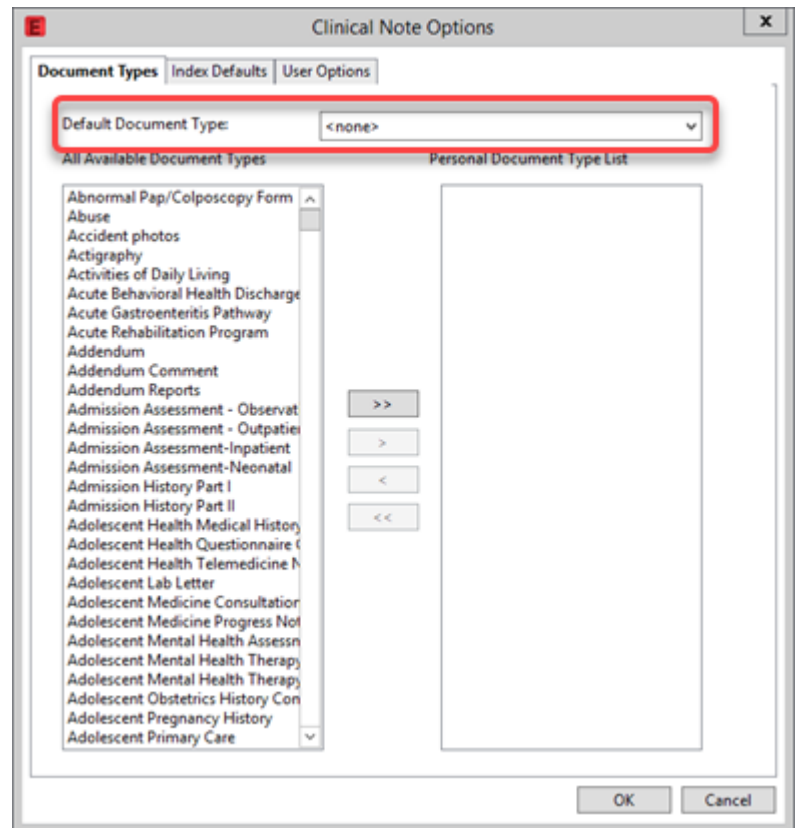 E
Clinical Note Options
x
Document Types
Index Defaults
User Options
Default Document Type:
<none>
All Available Document Types
Personal Document Type List
Abnormal Pap/Colposcopy Form
Abuse
Accident photos
Actigraphy
Activities of Daily Living
Acute Behavioral Health Discharge
Acute Gastroenteritis Pathway
Acute Rehabilitation Program
Addendum
Addendum Comment
Addendum Reports
Admission Assessment - Observat
Admission Assessment - Outpatie
Admission Assessment-Inpatient
Admission Assessment-Neonatal
Admission History Part I
Admission History Part II
Adolescent Health Medical History
Adolescent Health Questionnaire
Adolescent Health Telemedicine
Adolescent Lab Letter
Adolescent Medicine Consultation
Adolescent Medicine Progress Not
Adolescent Mental Health Assessn
Adolescent Mental Health Therapy
Adolescent Mental Health Therapy
Adolescent Obstetrics History Con
Adolescent Pregnancy History
Adolescent Primary Care
>>
>
<
<<
OK
Cancel